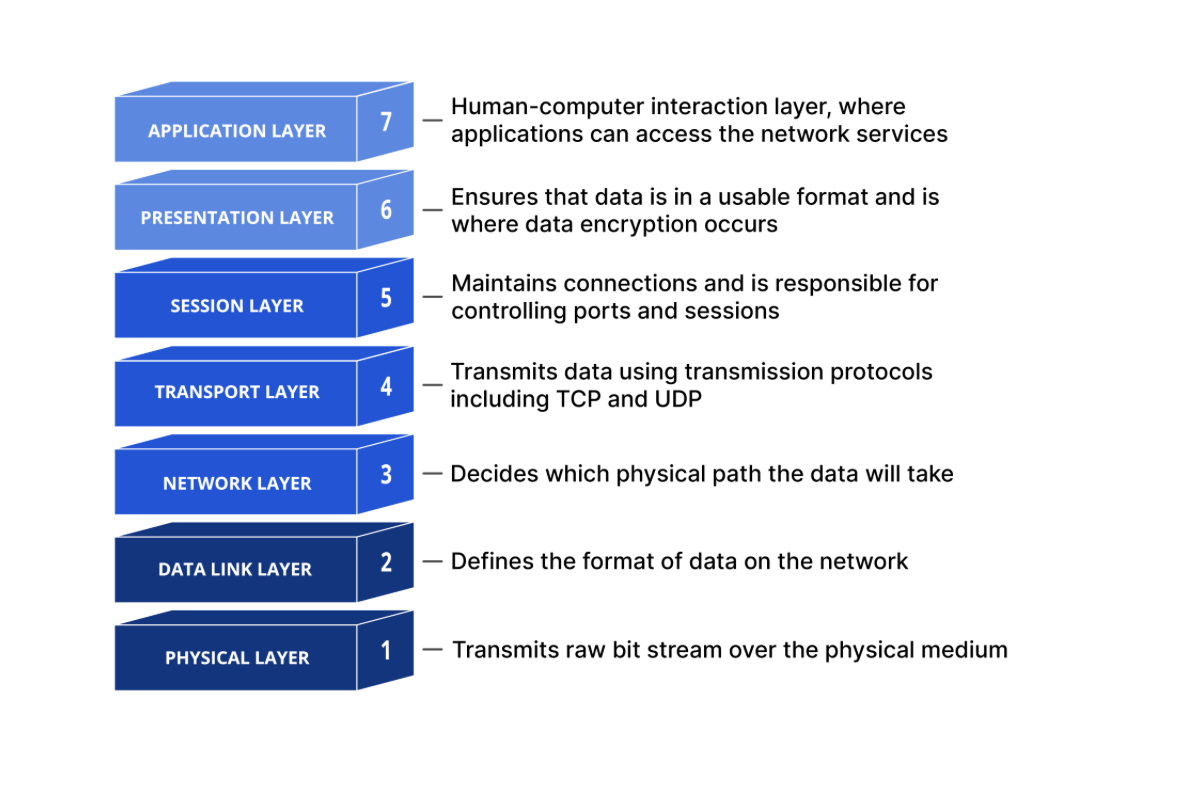 APPLICATION LAYER
7
Human-computer interaction layer, where
applications can access the network services
PRESENTATION LAYER
6
Ensures that data is in a usable format and is
where data encryption occurs
SESSION LAYER
5
Maintains connections and is responsible for
controlling ports and sessions
TRANSPORT LAYER
4
Transmits data using transmission protocols
including TCP and UDP
NETWORK LAYER
3
Decides which physical path the data will take
DATA LINK LAYER
2
Defines the format of data on the network
PHYSICAL LAYER
1
Transmits raw bit stream over the physical medium